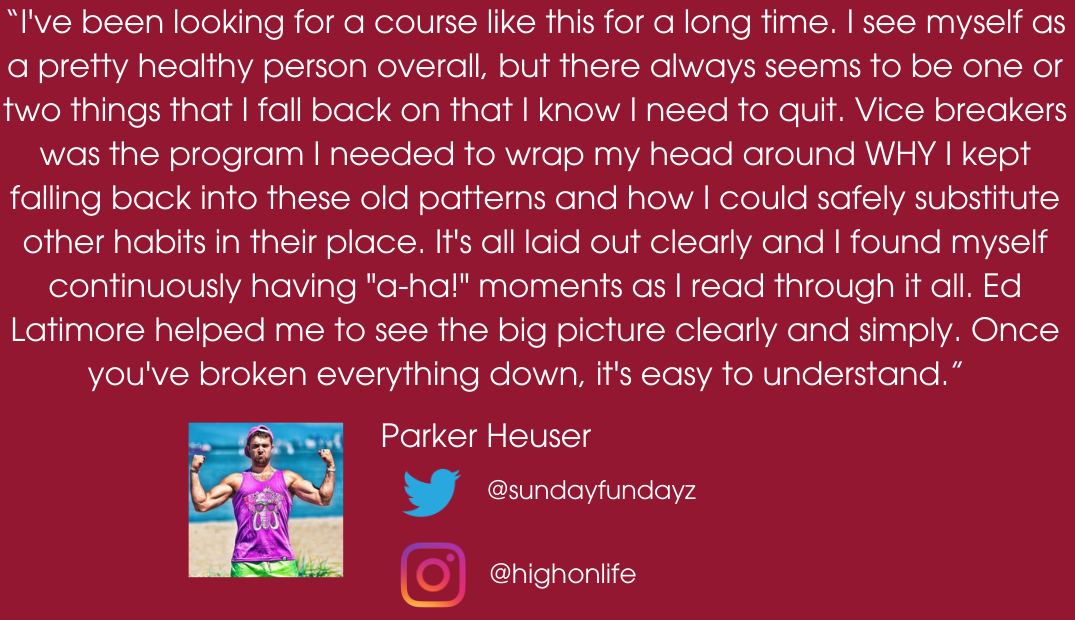 “I've been looking for a course like this for a long time. I see myself as
a pretty healthy person overall, but there always seems to be one or
two things that I fall back on that I know I need to quit. Vice breakers
was the program I needed to wrap my head around WHY I kept
falling back into these old patterns and how I could safely substitute
other habits in their place. It's all laid out clearly and I found myself
continuously having "a-ha!" moments as I read through it all. Ed
Latimore helped me to see the big picture clearly and simply. Once
you've broken everything down, it's easy to understand.”
Parker Heuser
@sundayfundayz
@highonlife